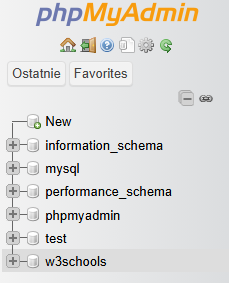 phpMyAdmin
Ostatnie Favorites
New
information_schema
mysql
performance_schema
phpmyadmin
test
w3schools